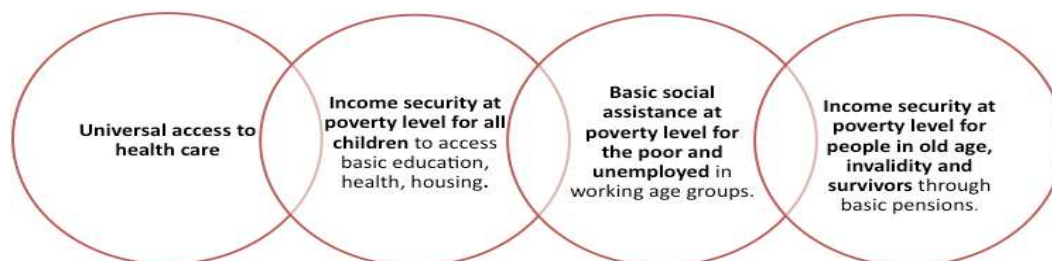 Universal access to
health care
Income security at
poverty level for all
children to access
basic education,
health, housing.
Basic social
assistance at
poverty level for
the poor and
unemployed in
working age groups.
Income security at
poverty level for
people in old age,
invalidity and
survivors through
basic pensions.